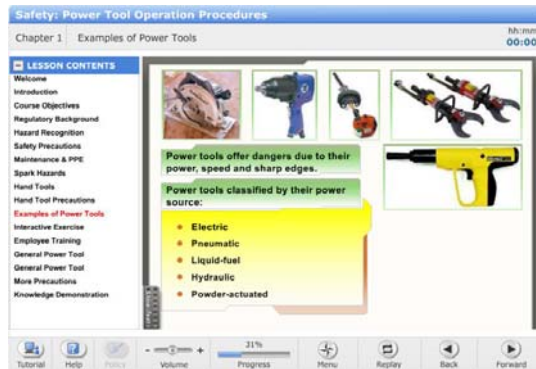 Safety: Power Tool Operation Procedures
Chapter 1 Examples of Power Tools
hh:mm
00:00
LESSON CONTENTS
Welcome
Introduction
Course Objectives
Regulatory Background
Hazard Recognition
Safety Precautions
Maintenance & PPE
Spark Hazards
Hand Tools
Hand Tool Precautions
Examples of Power Tools
Interactive Exercise
Employee Training
General Power Tool
General Power Tool
More Precautions
Knowledge Demonstration
Power tools offer dangers due to their
power, speed and sharp edges.
Power tools classified by their power
source:
Electric
Pneumatic
Liquid-fuel
Hydraulic
Powder-actuated
31%
Tutorial Help Policy - + Volume Progress Menu Replay Back Forward